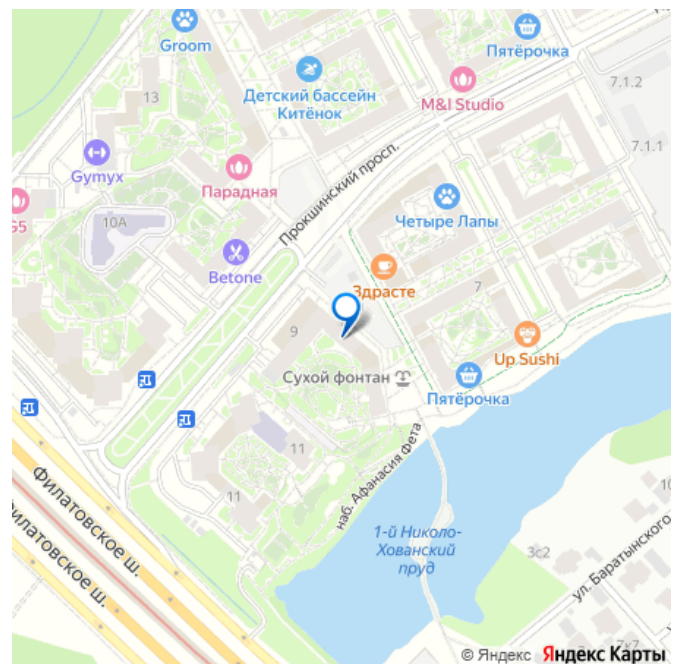 Groom
Пятёрочка
7.1.2
Детский бассейн
Китёнок
M&I Studio
13
7.1.1
Gymyx
Прокшинский просп.
Парадная
10А
Четыре Лапы
Betone
Здрасте
7
9
Up Sushi
Сухой фонтан
Пятёрочка
наб. Афанасия Фета
11
11
Филатовское ш.
1-й Николо-
Хованский
пруд
3с2
ул. Баратынского
Филатовское ш.
7к7
© Яндекс Яндекс Карты